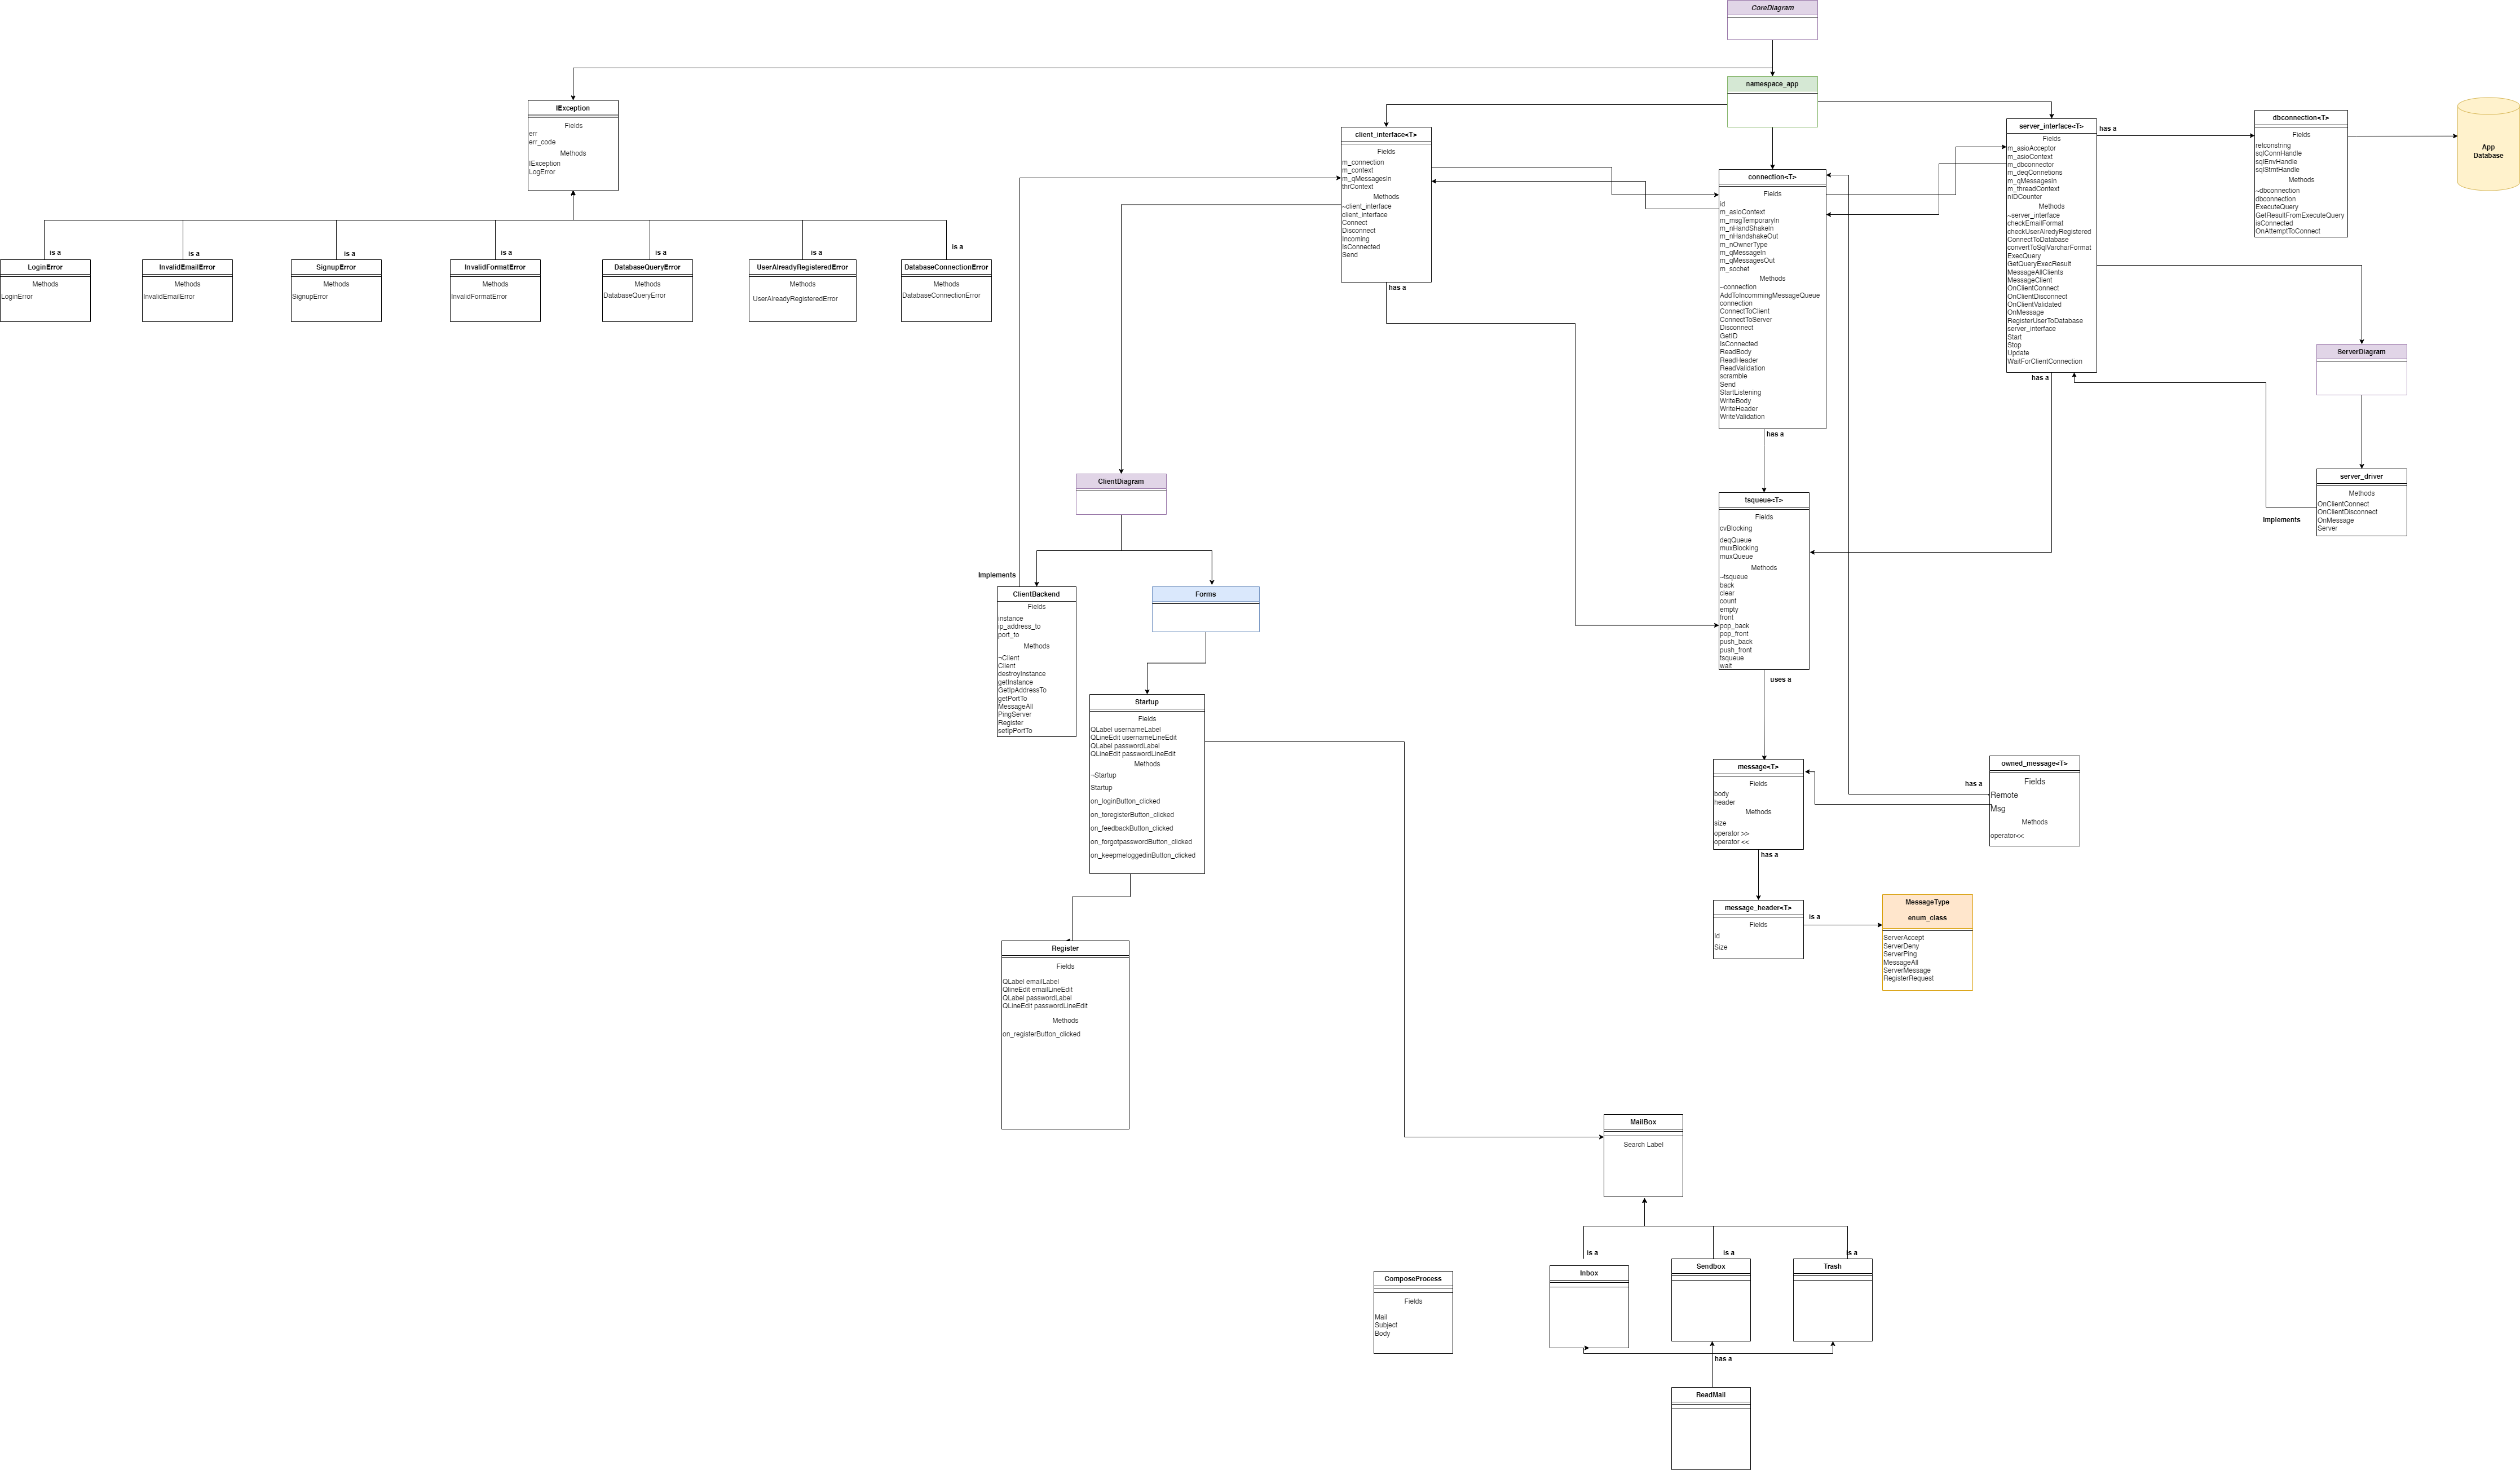 CoreDiagram
namespace_app
IException
Fields
err
err_code
Methods
IException
LogError
is a
LoginError
Methods
LoginError
is a
InvalidEmailError
Methods
InvalidEmailError
is a
SignupError
Methods
SignupError
is a
InvalidFormatError
Methods
InvalidFormatError
is a
DatabaseQueryError
Methods
DatabaseQueryError
is a
UserAlreadyRegisteredError
Methods
UserAlreadyRegisteredError
is a
DatabaseConnectionError
Methods
DatabaseConnectionError
client_interface<T>
Fields
m_connection
m_context
m_qMessagesIn
thrContext
Methods
~client_interface
client_interface
Connect
Disconnect
Incoming
IsConnected
Send
has a
connection<T>
Fields
id
m_asioContext
m_msgTemporaryIn
m_nHandShakeIn
m_nHandshakeOut
m_nOwnerType
m_qMessageIn
m_qMessagesOut
m_sochet
Methods
~connection
AddToIncommingMessageQueue
connection
ConnectToClient
ConnectToServer
Disconnect
GetID
IsConnected
ReadBody
ReadHeader
ReadValidation
scramble
Send
StartListening
WriteBody
WriteHeader
WriteValidation
has a
server_interface<T>
Fields
m_asioAcceptor
m_asioContext
m_dbconnector
m_deqConnetions
m_qMessagesIn
m_threadContext
nIDCounter
Methods
~server_interface
checkEmailFormat
checkUserAlredyRegistered
ConnectToDatabase
convertToSqlVarcharFormat
ExecQuery
GetQueryExecResult
MessageAllClients
MessageClient
OnClientConnect
OnClientDisconnect
OnClientValidated
OnMessage
RegisterUserToDatabase
server_interface
Start
Stop
Update
WaitForClientConnection
has a
has a
dbconnection<T>
Fields
retconstring
sqlConnHandle
sqlEnvHandle
sqlStmtHandle
Methods
~dbconnection
dbconnection
ExecuteQuery
GetResultFromExecuteQuery
isConnected
OnAttemptToConnect
App
Database
ServerDiagram
server_driver
Methods
OnClientConnect
OnClientDisconnect
OnMessage
Server
Implements
ClientDiagram
Implements
ClientBackend
Fields
instance
ip_address_to
port_to
Methods
~Client
Client
destroyInstance
getInstance
GetIpAddressTo
getPortTo
MessageAll
PingServer
Register
setIpPortTo
Forms
Startup
Fields
QLabel usernameLabel
QLineEdit usernameLineEdit
QLabel passwordLabel
QLineEdit passwordLineEdit
Methods
~Startup
Startup
on_loginButton_clicked
on_toregisterButton_clicked
on_feedbackButton_clicked
on_forgotpasswordButton_clicked
on_keepmeloggedinButton_clicked
Register
Fields
QLabel emailLabel
QlineEdit emailLineEdit
QLabel passwordLabel
QLineEdit passwordLineEdit
Methods
on_registerButton_clicked
tsqueue<T>
Fields
cvBlocking
deqQueue
muxBlocking
muxQueue
Methods
~tsqueue
back
clear
count
empty
front
pop_back
pop_front
push_back
push_front
tsqueue
wait
uses a
message<T>
Fields
body
header
Methods
size
operator >>
operator <<
has a
owned_message<T>
Fields
Remote
Msg
Methods
operator<<
has a
message_header<T>
Fields
Id
Size
is a
MessageType
enum_class
ServerAccept
ServerDeny
ServerPing
MessageAll
ServerMessage
RegisterRequest
MailBox
Search Label
is a
is a
is a
ComposeProcess
Fields
Mail
Subject
Body
Inbox
Sendbox
Trash
has a
ReadMail